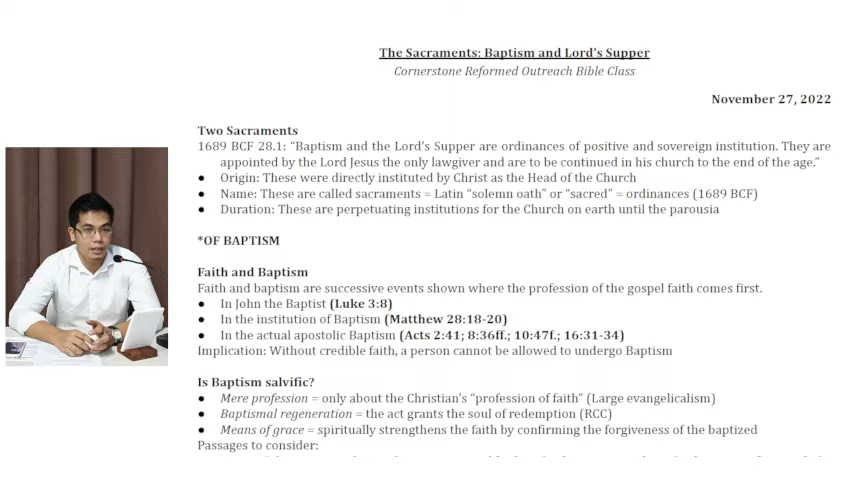 The Sacraments: Baptism and Lord's Supper
Cornerstone Reformed Outreach Bible Class
November 27, 2022
Two Sacraments
1689 BCF 28.1: "Baptism and the Lord's Supper are ordinances of positive and sovereign institution. They are
appointed by the Lord Jesus the only lawgiver and are to be continued in his church to the end of the age."
● Origin: These were directly instituted by Christ as the Head of the Church
● Name: These are called sacraments = Latin "solemn oath" or "sacred" = ordinances (1689 BCF)
● Duration: These are perpetuating institutions for the Church on earth until the parousia
*OF BAPTISM
Faith and Baptism
Faith and baptism are successive events shown where the profession of the gospel faith comes first.
● In John the Baptist (Luke 3:8)
● In the institution of Baptism (Matthew 28:18-20)
● In the actual apostolic Baptism (Acts 2:41; 8:36ff.; 10:47f.; 16:31-34)
Implication: Without credible faith, a person cannot be allowed to undergo Baptism
Is Baptism salvific?
● Mere profession = only about the Christian's "profession of faith" (Large evangelicalism)
● Baptismal regeneration = the act grants the soul of redemption (RCC)
● Means of grace = spiritually strengthens the faith by confirming the forgiveness of the baptized
Passages to consider: